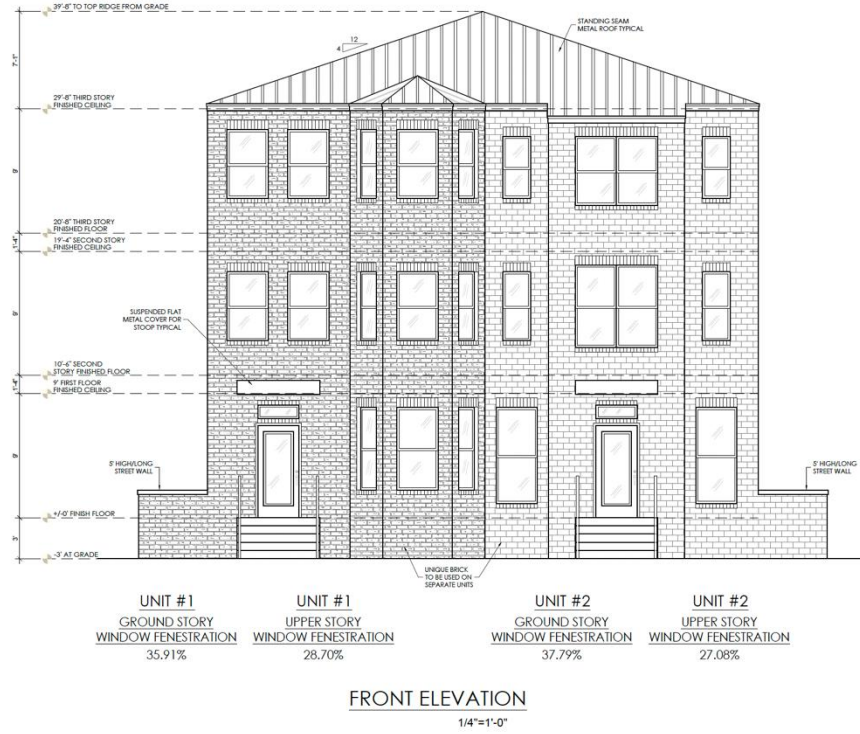 39'-8" TO TOP RIDGE FROM GRADE
STANDING SEAM
METAL ROOF TYPICAL
12
4
7'-1"
29'-8" THIRD STORY
FINISHED CEILING
9'
20'-8" THIRD STORY
FINISHED FLOOR
1'-4"
19'-4" SECOND STORY
FINISHED CEILING
9'
SUSPENDED FLAT
METAL COVER FOR
STOOP TYPICAL
10'-6" SECOND
STORY FINISHED FLOOR
1'-4"
9' FIRST FLOOR
FINISHED CEILING
9'
5' HIGH/LONG
STREET WALL
5' HIGH/LONG
STREET WALL
+/-0' FINISH FLOOR
3'
-3' AT GRADE
UNIQUE BRICK
TO BE USED ON
SEPARATE UNITS
UNIT #1
GROUND STORY
WINDOW FENESTRATION
35.91%
UNIT #1
UPPER STORY
WINDOW FENESTRATION
28.70%
UNIT #2
GROUND STORY
WINDOW FENESTRATION
37.79%
UNIT #2
UPPER STORY
WINDOW FENESTRATION
27.08%
FRONT ELEVATION
1/4"=1'-0"